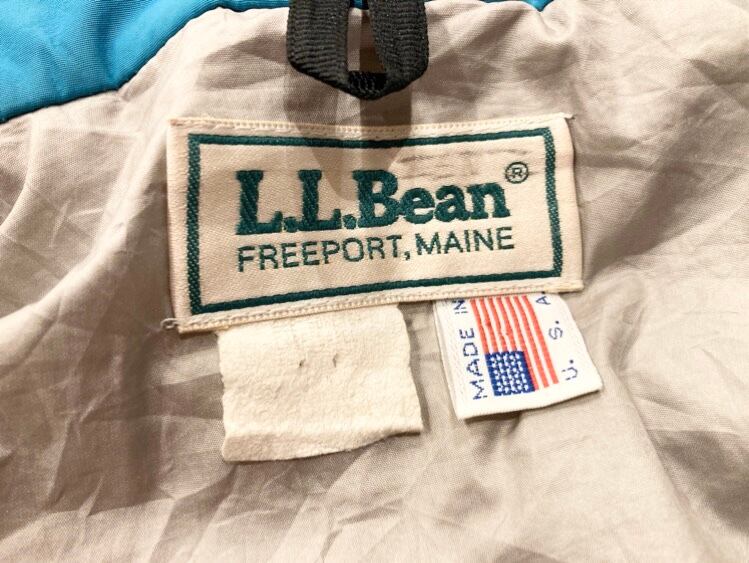 L.L.Bean®
FREEPORT, MAINE
MADE IN
U. S. A.